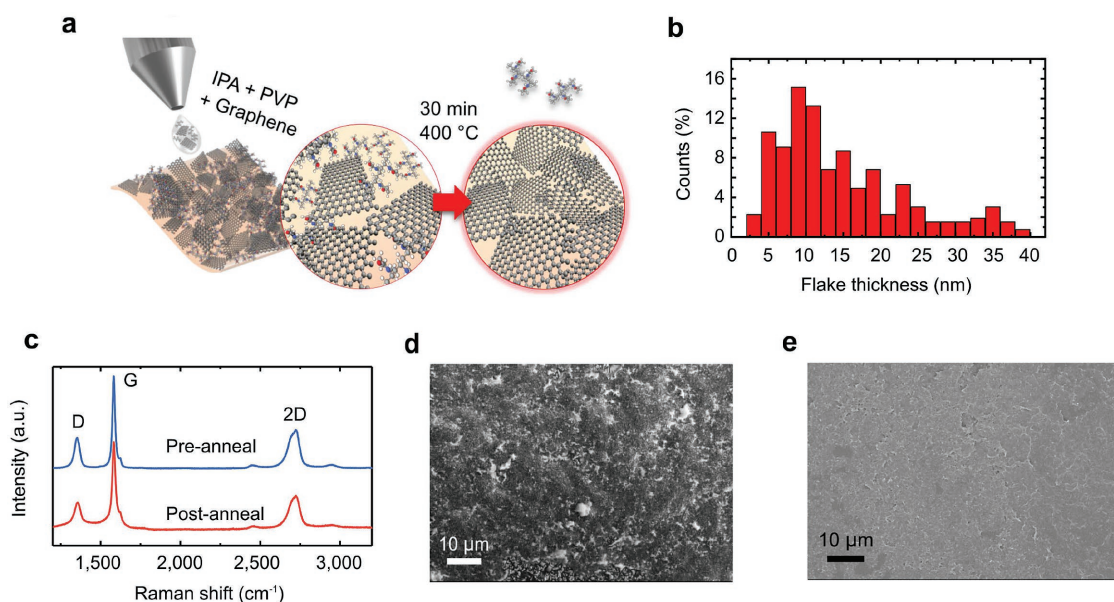 a
IPA + PVP
+ Graphene
30 min
400 °C
b
Counts (%)
16
12
8
4
0
0 5 10 15 20 25 30 35 40
Flake thickness (nm)
c
Intensity (a.u.)
D
G
2D
Pre-anneal
Post-anneal
1,500 2,000 2,500 3,000
Raman shift (cm⁻¹)
d
10 µm
e
10 µm